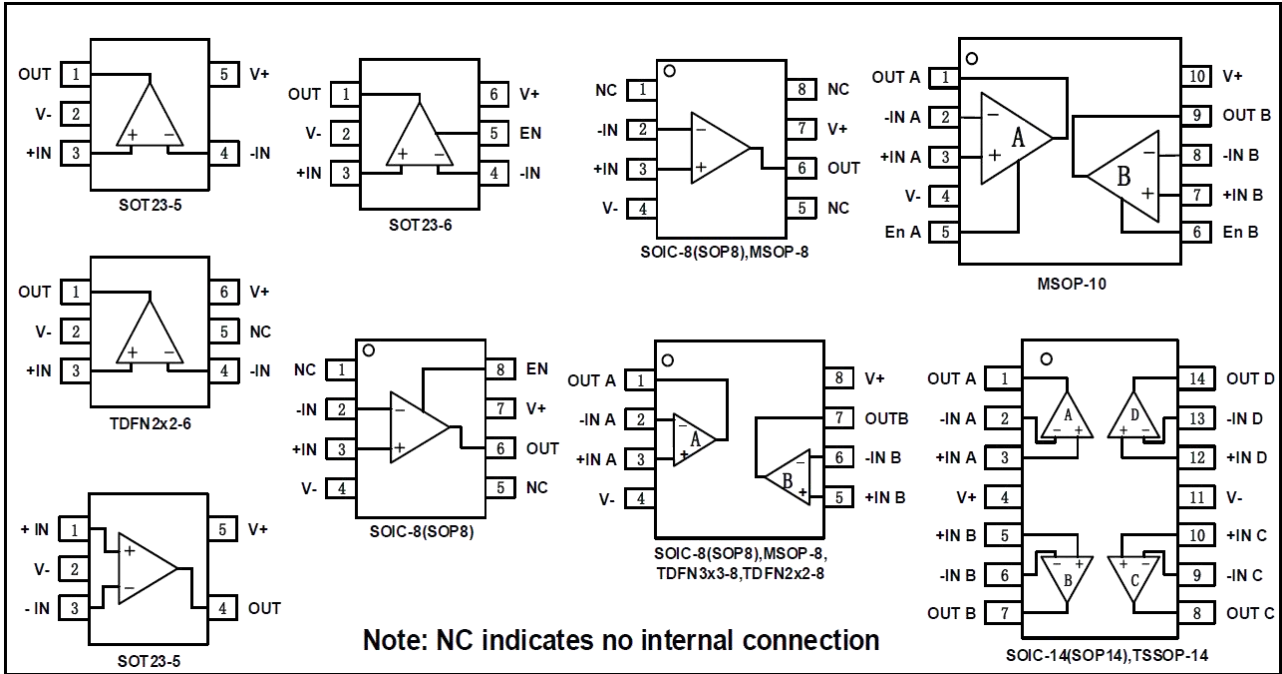 OUT 1 5 V+
V- 2
+IN 3 4 -IN
+ -
SOT23-5
OUT 1 6 V+
V- 2 5 EN
+IN 3 4 -IN
+ -
SOT23-6
NC 1 8 NC
-IN 2 7 V+
+IN 3 6 OUT
V- 4 5 NC
- +
SOIC-8(SOP8),MSOP-8
OUT A 1 10 V+
-IN A 2 9 OUT B
+IN A 3 8 -IN B
V- 4 7 +IN B
En A 5 6 En B
- A +
- B +
MSOP-10
OUT 1 6 V+
V- 2 5 NC
+IN 3 4 -IN
+ -
TDFN2x2-6
NC 1 8 EN
-IN 2 7 V+
+IN 3 6 OUT
V- 4 5 NC
- +
SOIC-8(SOP8)
OUT A 1 8 V+
-IN A 2 7 OUTB
+IN A 3 6 -IN B
V- 4 5 +IN B
- A +
- B +
SOIC-8(SOP8),MSOP-8,
TDFN3x3-8,TDFN2x2-8
OUT A 1 14 OUT D
-IN A 2 13 -IN D
+IN A 3 12 +IN D
V+ 4 11 V-
+IN B 5 10 +IN C
-IN B 6 9 -IN C
OUT B 7 8 OUT C
A - +
D + -
- + B
+ - C
SOIC-14(SOP14),TSSOP-14
+ IN 1 5 V+
V- 2
- IN 3 4 OUT
+ -
SOT23-5
Note: NC indicates no internal connection